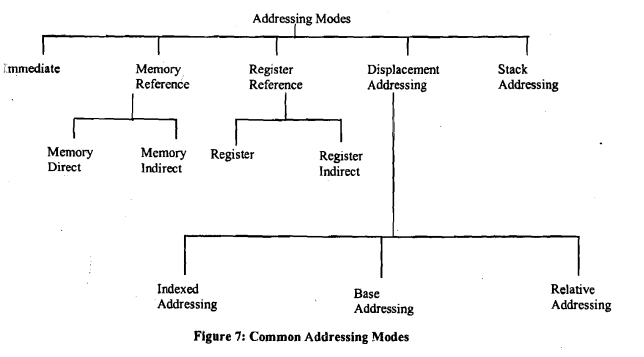 Addressing Modes
Immediate
Memory
Reference
Register
Reference
Displacement
Addressing
Stack
Addressing
Memory
Direct
Memory
Indirect
Register
Register
Indirect
Indexed
Addressing
Base
Addressing
Relative
Addressing
Figure 7: Common Addressing Modes